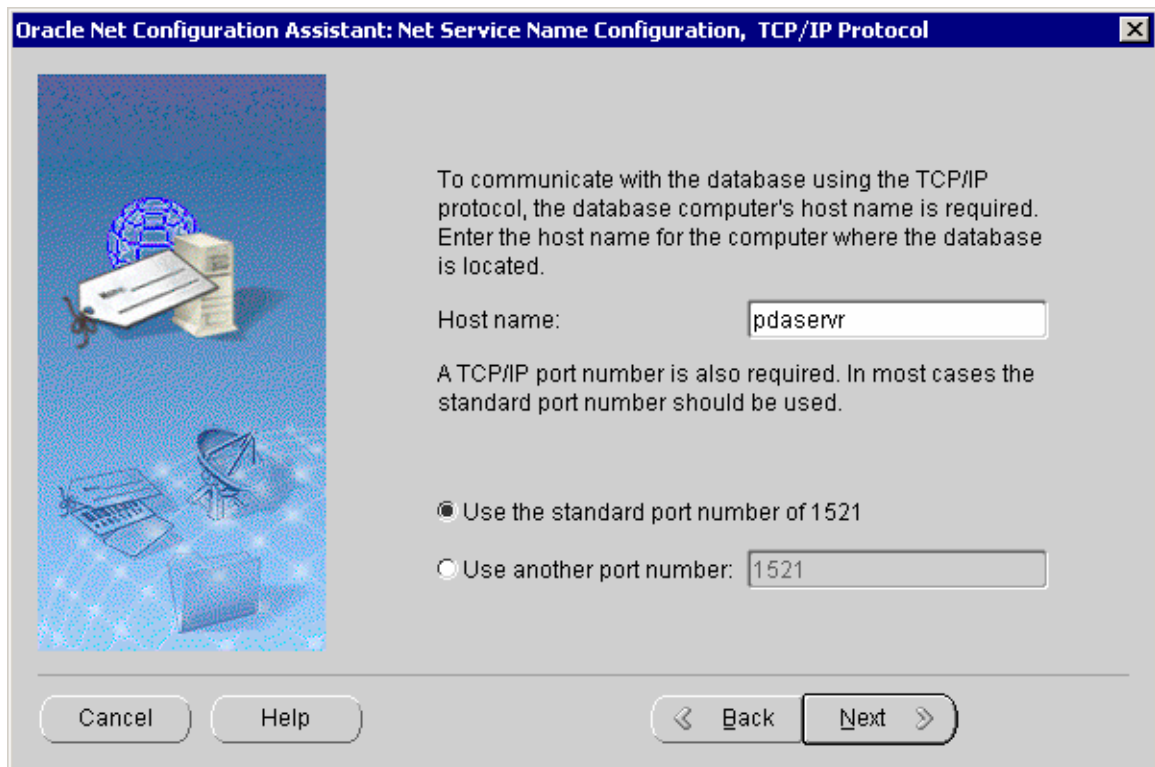 Oracle Net Configuration Assistant: Net Service Name Configuration, TCP/IP Protocol
To communicate with the database using the TCP/IP
protocol, the database computer's host name is required.
Enter the host name for the computer where the database
is located.
Host name: pdaservr
A TCP/IP port number is also required. In most cases the
standard port number should be used.
Use the standard port number of 1521
Use another port number: 1521
Cancel Help Back Next